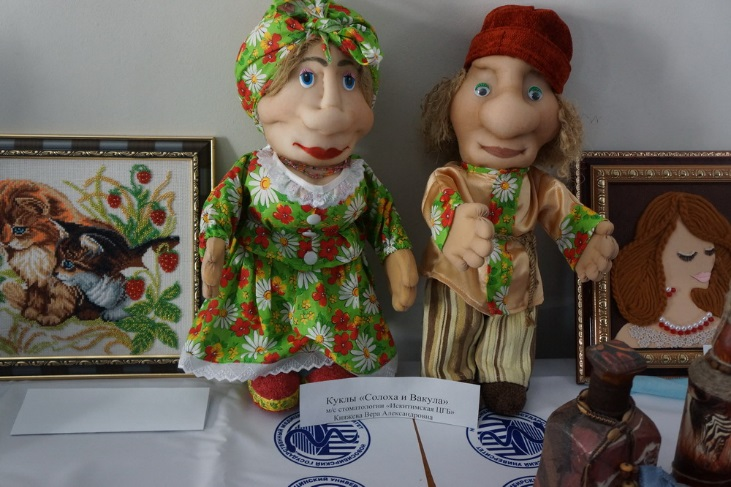 Куклы «Солоха и Вакула»
м/с стоматологии «Искитимская ЦГБ»
Князева Вера Александровна